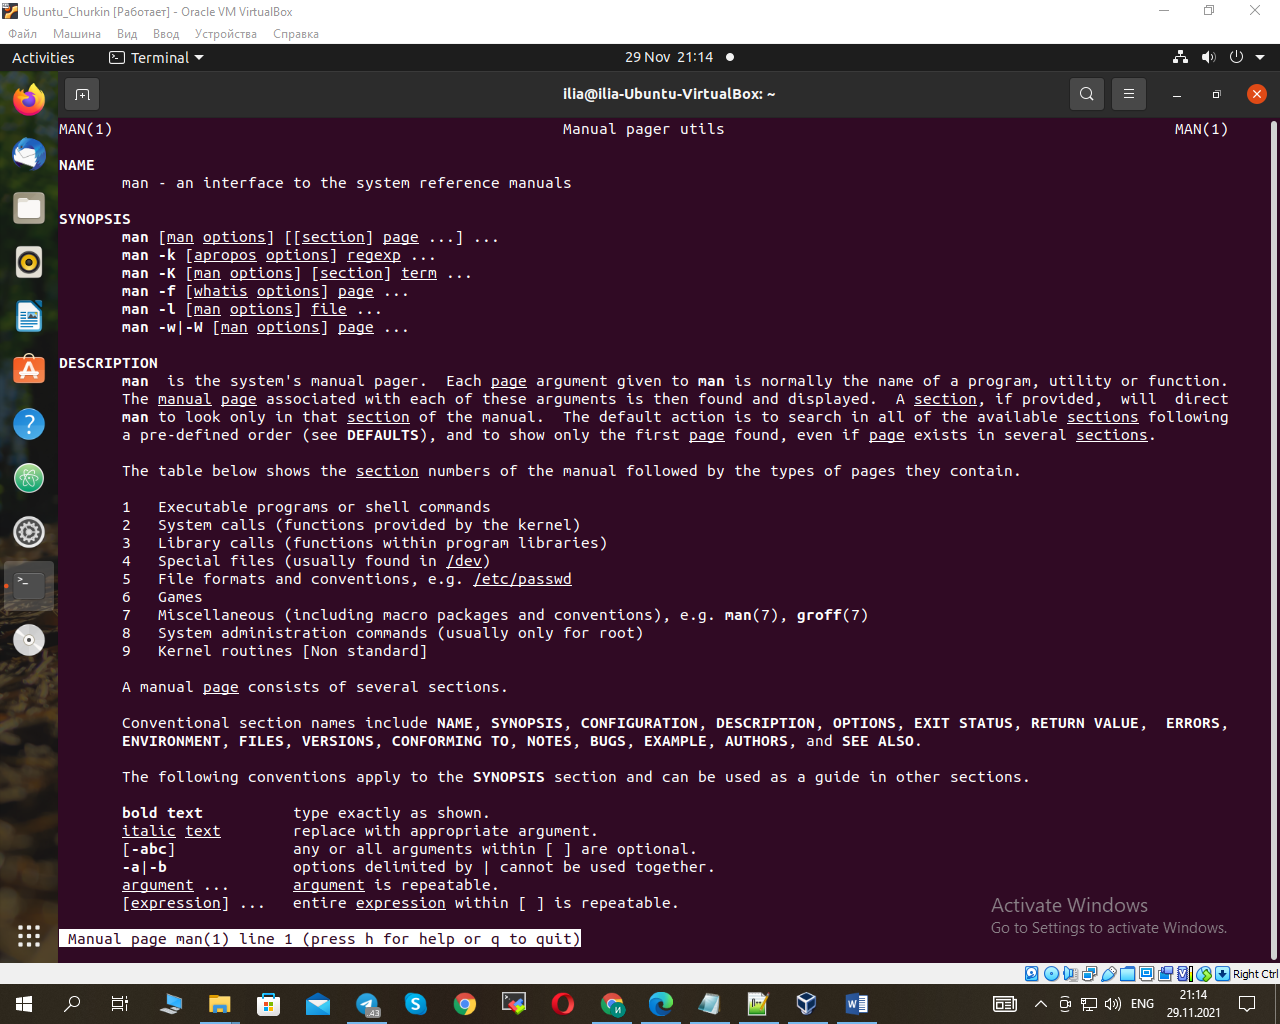 Ubuntu_Churkin [Работает] - Oracle VM VirtualBox
Файл Машина Вид Ввод Устройства Справка
Activities Terminal 29 Nov 21:14
ilia@ilia-Ubuntu-VirtualBox: ~
MAN(1) Manual pager utils MAN(1)
NAME
man - an interface to the system reference manuals
SYNOPSIS
man [man options] [[section] page ...] ...
man -k [apropos options] regexp ...
man -K [man options] [section] term ...
man -f [whatis options] page ...
man -l [man options] file ...
man -w|-W [man options] page ...
DESCRIPTION
man is the system's manual pager. Each page argument given to man is normally the name of a program, utility or function.
The manual page associated with each of these arguments is then found and displayed. A section, if provided, will direct
man to look only in that section of the manual. The default action is to search in all of the available sections following
a pre-defined order (see DEFAULTS), and to show only the first page found, even if page exists in several sections.
The table below shows the section numbers of the manual followed by the types of pages they contain.
1 Executable programs or shell commands
2 System calls (functions provided by the kernel)
3 Library calls (functions within program libraries)
4 Special files (usually found in /dev)
5 File formats and conventions, e.g. /etc/passwd
6 Games
7 Miscellaneous (including macro packages and conventions), e.g. man(7), groff(7)
8 System administration commands (usually only for root)
9 Kernel routines [Non standard]
A manual page consists of several sections.
Conventional section names include NAME, SYNOPSIS, CONFIGURATION, DESCRIPTION, OPTIONS, EXIT STATUS, RETURN VALUE, ERRORS,
ENVIRONMENT, FILES, VERSIONS, CONFORMING TO, NOTES, BUGS, EXAMPLE, AUTHORS, and SEE ALSO.
The following conventions apply to the SYNOPSIS section and can be used as a guide in other sections.
bold text type exactly as shown.
italic text replace with appropriate argument.
[-abc] any or all arguments within [ ] are optional.
-a|-b options delimited by | cannot be used together.
argument ... argument is repeatable.
[expression] ... entire expression within [ ] is repeatable.
Activate Windows
Go to Settings to activate Windows.
Manual page man(1) line 1 (press h for help or q to quit)
Right Ctrl
43
ENG
21:14
29.11.2021